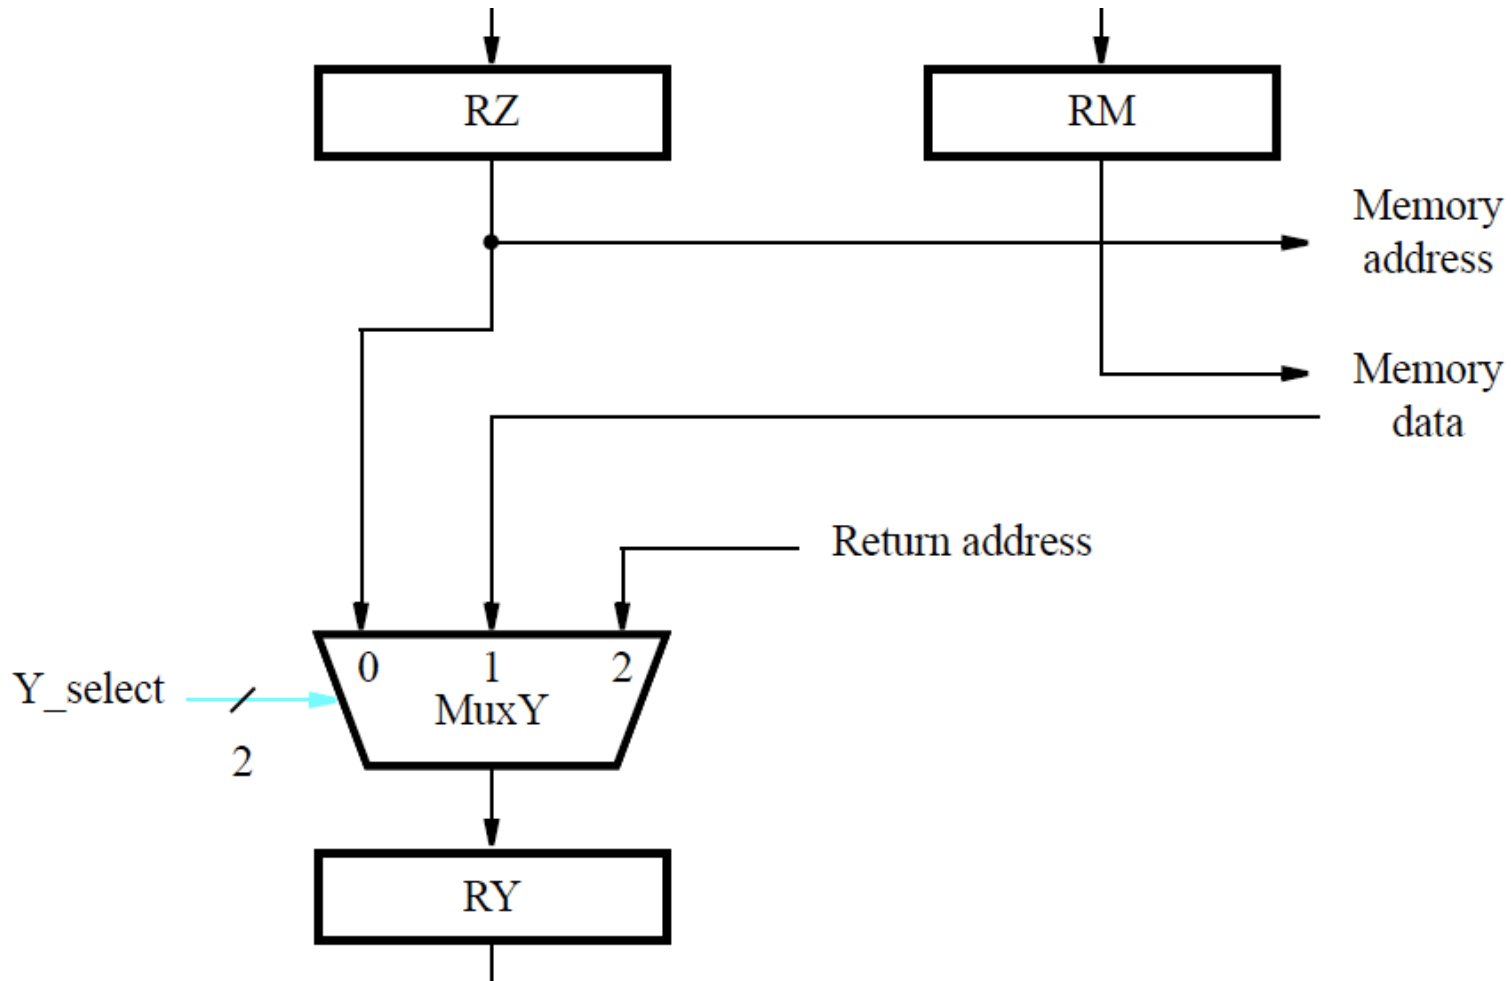 RZ
RM
Memory
address
Memory
data
Return address
0 1 2
Y_select
MuxY
2
RY